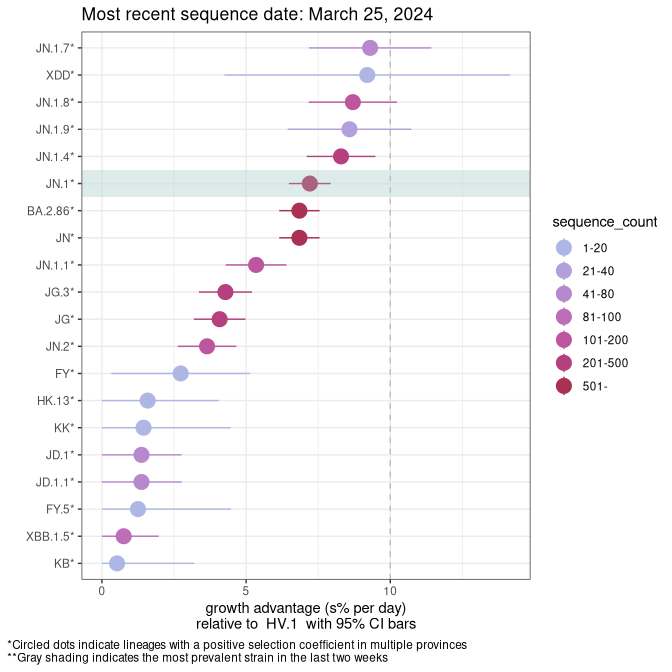 Most recent sequence date: March 25, 2024
JN.1.7*
XDD*
JN.1.8*
JN.1.9*
JN.1.4*
JN.1*
BA.2.86*
JN*
JN.1.1*
JG.3*
JG*
JN.2*
FY*
HK.13*
KK*
JD.1*
JD.1.1*
FY.5*
XBB.1.5*
KB*
0 5 10
growth advantage (s% per day)
relative to HV.1 with 95% CI bars
sequence_count
1-20
21-40
41-80
81-100
101-200
201-500
501-
*Circled dots indicate lineages with a positive selection coefficient in multiple provinces
**Gray shading indicates the most prevalent strain in the last two weeks